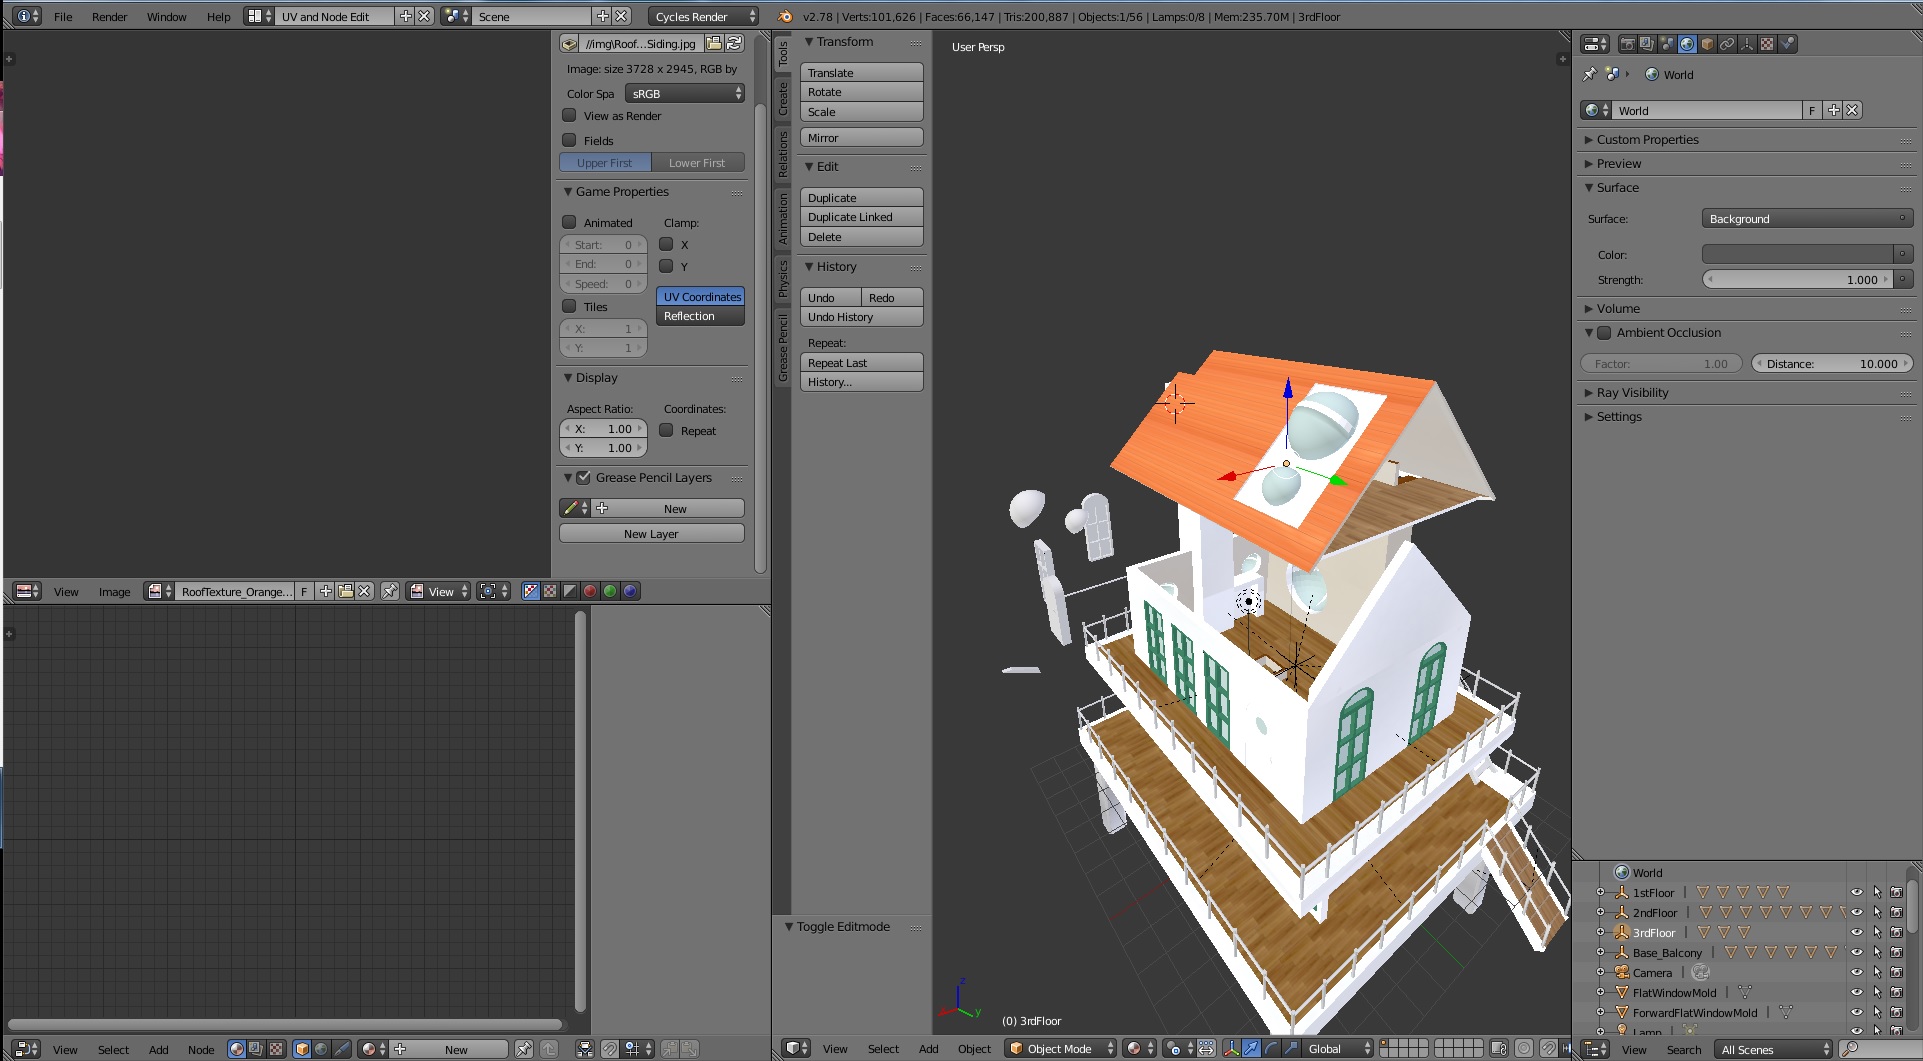 File Render Window Help UV and Node Edit Scene Cycles Render v2.78 | Verts:101,626 | Faces:66,147 | Tris:200,887 | Objects:1/56 | Lamps:0/8 | Mem:235.70M | 3rdFloor
//img\Roof...Siding.jpg
Image: size 3728 x 2945, RGB by
Color Spa sRGB
View as Render
Fields
Upper First Lower First
Game Properties
Animated Clamp:
Start: 0 X
End: 0 Y
Speed: 0
UV Coordinates
Tiles Reflection
X: 1
Y: 1
Display
Aspect Ratio: Coordinates:
X: 1.00 Repeat
Y: 1.00
Grease Pencil Layers
New
New Layer
View Image RoofTexture_Orange... F View
View Select Add Node New
Tools
Create
Relations
Animation
Physics
Grease Pencil
Transform
Translate
Rotate
Scale
Mirror
Edit
Duplicate
Duplicate Linked
Delete
History
Undo Redo
Undo History
Repeat:
Repeat Last
History...
Toggle Editmode
User Persp
z
y
(0) 3rdFloor
View Select Add Object Object Mode Global
World
World F
Custom Properties
Preview
Surface
Surface: Background
Color:
Strength: 1.000
Volume
Ambient Occlusion
Factor: 1.00 Distance: 10.000
Ray Visibility
Settings
World
1stFloor
2ndFloor
3rdFloor
Base_Balcony
Camera
FlatWindowMold
ForwardFlatWindowMold
Lamp
View Search All Scenes